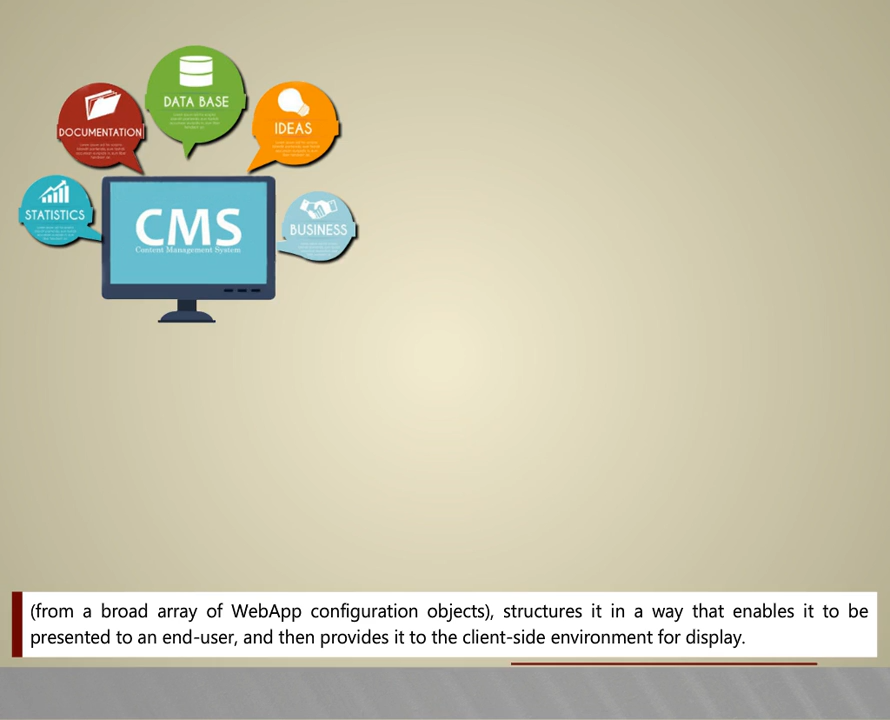 DATA BASE
DOCUMENTATION
IDEAS
STATISTICS
BUSINESS
CMS
Content Management System
(from a broad array of WebApp configuration objects), structures it in a way that enables it to be
presented to an end-user, and then provides it to the client-side environment for display.